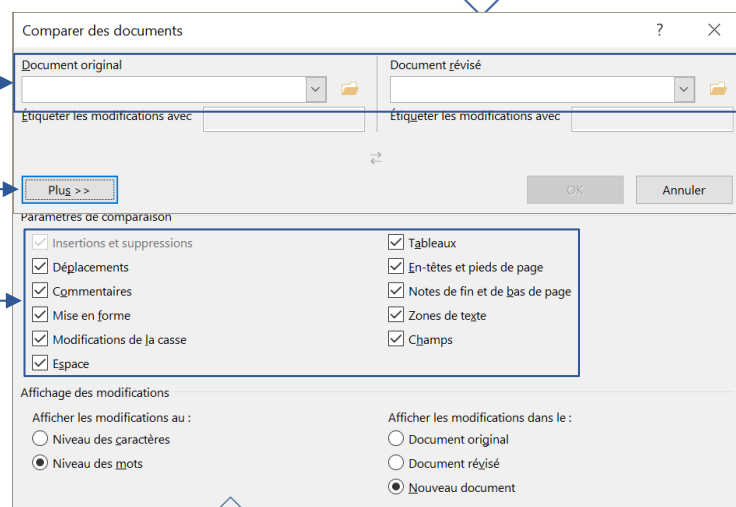 Comparer des documents ?
Document original
Document révisé
Étiqueter les modifications avec
Étiqueter les modifications avec
Plus >>
OK
Annuler
Paramètres de comparaison
Insertions et suppressions
Tableaux
Déplacements
En-têtes et pieds de page
Commentaires
Notes de fin et de bas de page
Mise en forme
Zones de texte
Modifications de la casse
Champs
Espace
Affichage des modifications
Afficher les modifications au :
Afficher les modifications dans le :
Niveau des caractères
Document original
Niveau des mots
Document révisé
Nouveau document